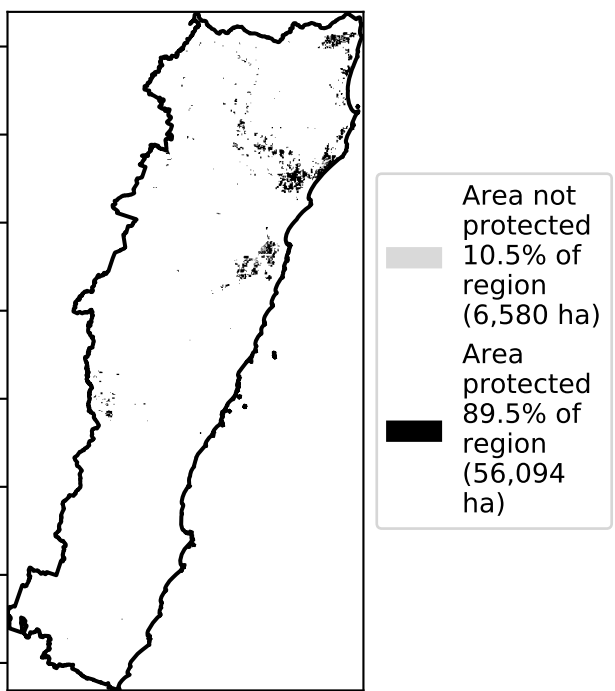 Area not
protected
10.5% of
region
(6,580 ha)
Area
protected
89.5% of
region
(56,094
ha)